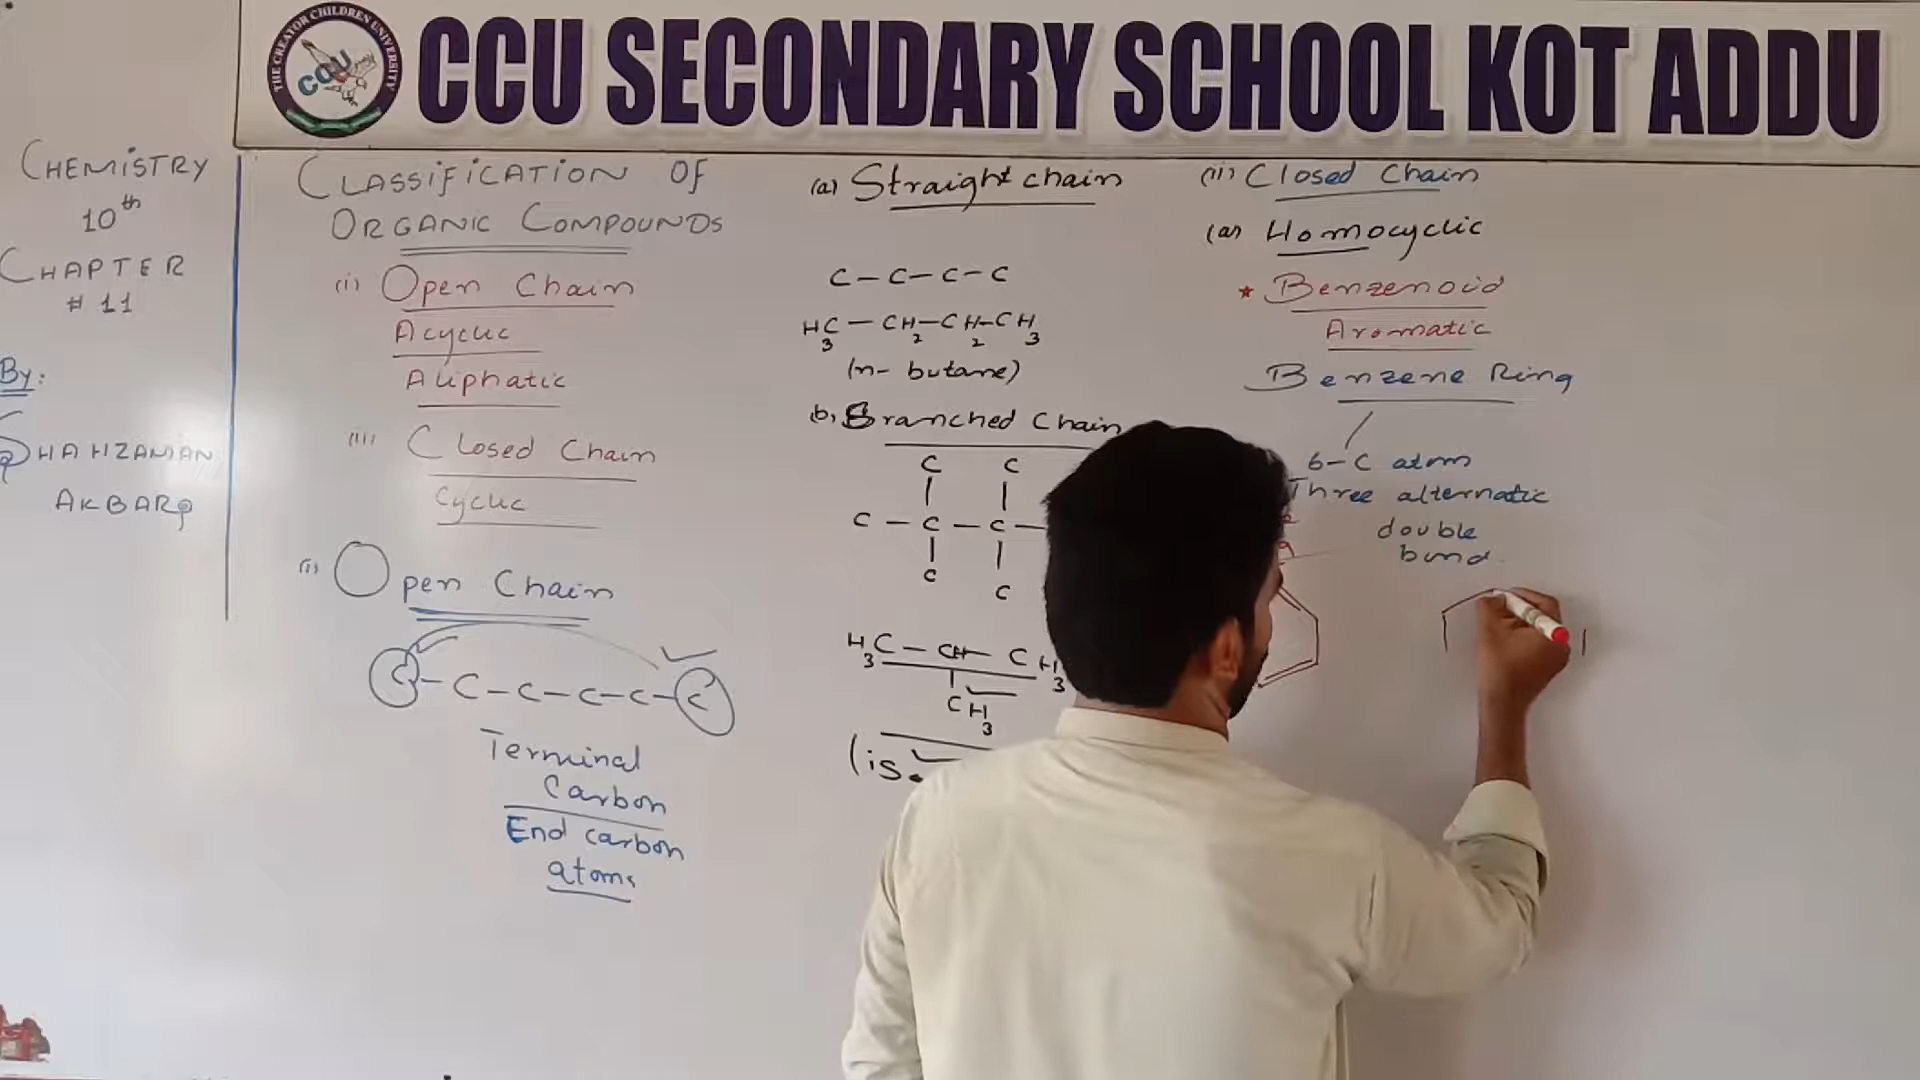 THE CREATOR CHILDREN UNIVERSITY
CCU
CCU SECONDARY SCHOOL KOT ADDU
CHEMISTRY
10th
CHAPTER
# 11
By:
SHAHZAMAN
AKBAR
CLASSIFICATION OF
ORGANIC COMPOUNDS
(i) Open Chain
Acyclic
Aliphatic
(ii) Closed Chain
Cyclic
(i) Open Chain
C - C - C - C - C - C
Terminal
Carbon
End carbon
atoms
(a) Straight chain
C - C - C - C
H3C - CH2 - CH2 - CH3
(n-butane)
(b) Branched Chain
C C
C - C - C -
C C
H3C - CH - CH3
CH3
(is
(ii) Closed Chain
(a) Homocyclic
* Benzenoid
Aromatic
Benzene Ring
6-C atom
Three alternatic
double
bond